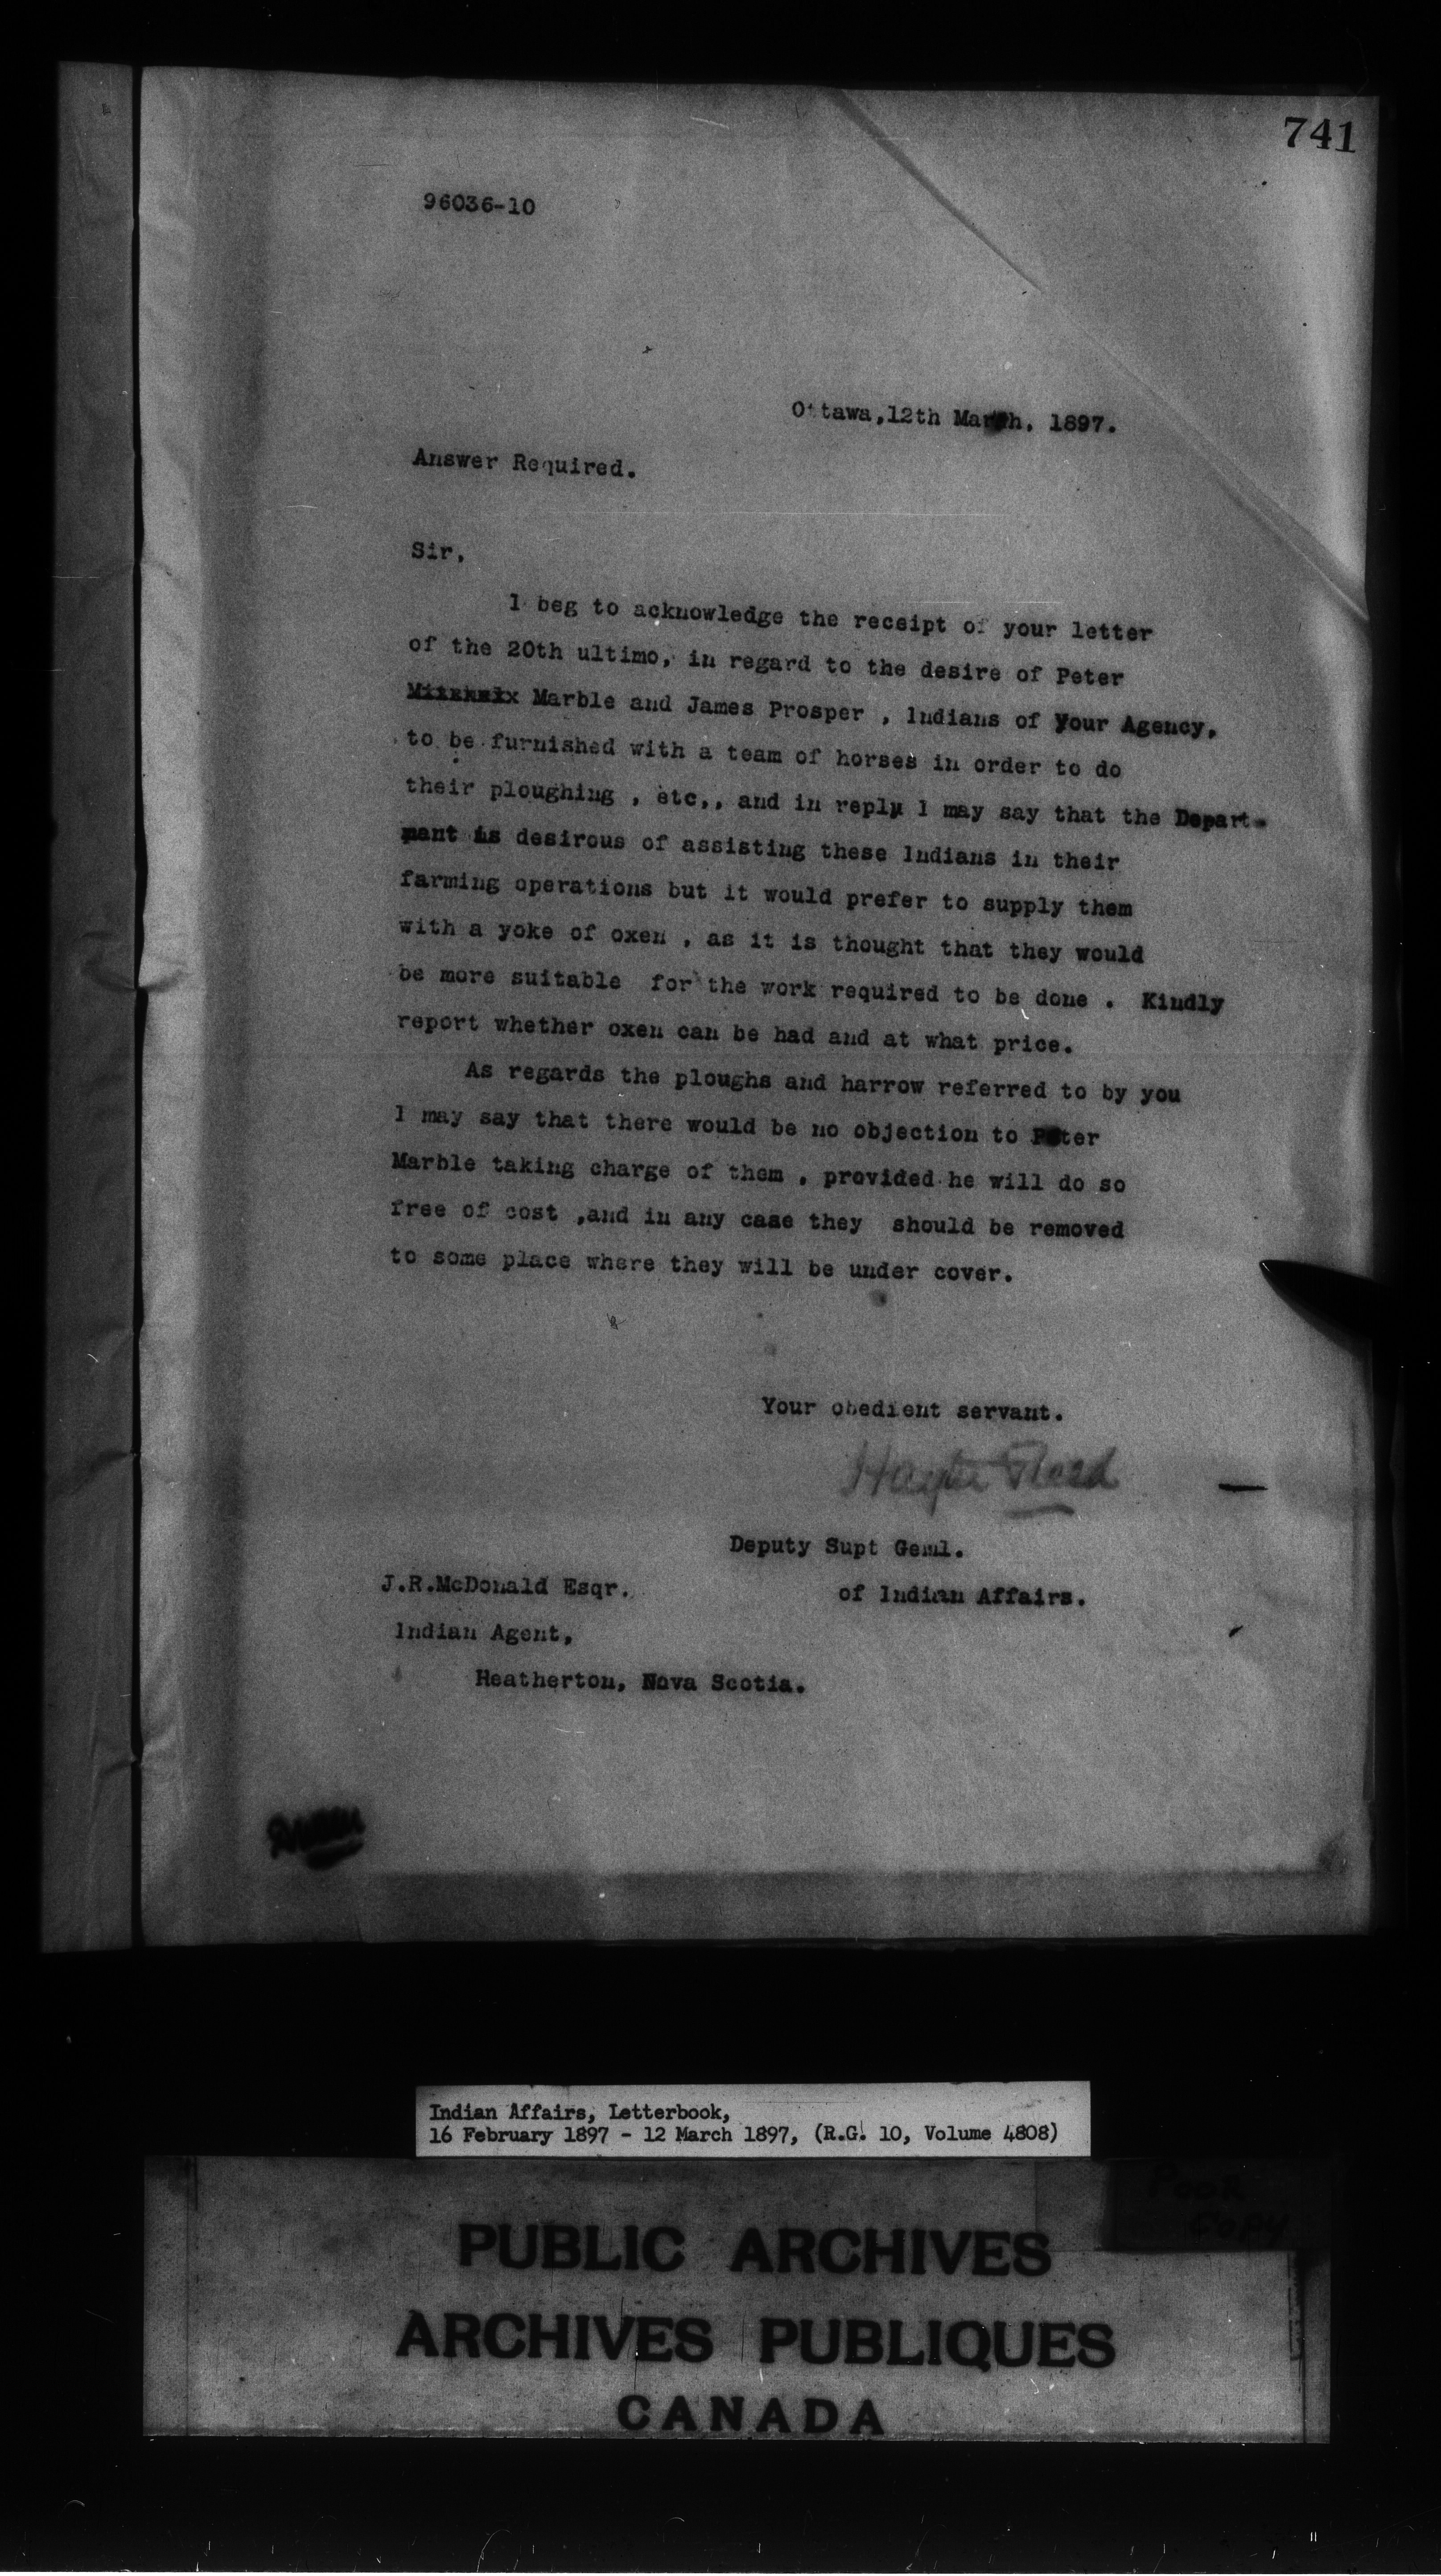 741
96036-10
Ottawa,12th March, 1897.
Answer Required.
Sir,
I beg to acknowledge the receipt of your letter
of the 20th ultimo, in regard to the desire of Peter
Marble and James Prosper , Indians of your Agency,
to be furnished with a team of horses in order to do
their ploughing , etc,, and in reply I may say that the Depart-
ment is desirous of assisting these Indians in their
farming operations but it would prefer to supply them
with a yoke of oxen , as it is thought that they would
be more suitable for the work required to be done . Kindly
report whether oxen can be had and at what price.
As regards the ploughs and harrow referred to by you
I may say that there would be no objection to Peter
Marble taking charge of them , provided he will do so
free of cost ,and in any case they should be removed
to some place where they will be under cover.
Your obedient servant.
Hayter Reed
Deputy Supt Genl.
of Indian Affairs.
J.R.McDonald Esqr.
Indian Agent,
Heatherton, Nova Scotia.
Indian Affairs, Letterbook,
16 February 1897 - 12 March 1897, (R.G. 10, Volume 4808)
Poor
Copy
PUBLIC ARCHIVES
ARCHIVES PUBLIQUES
CANADA